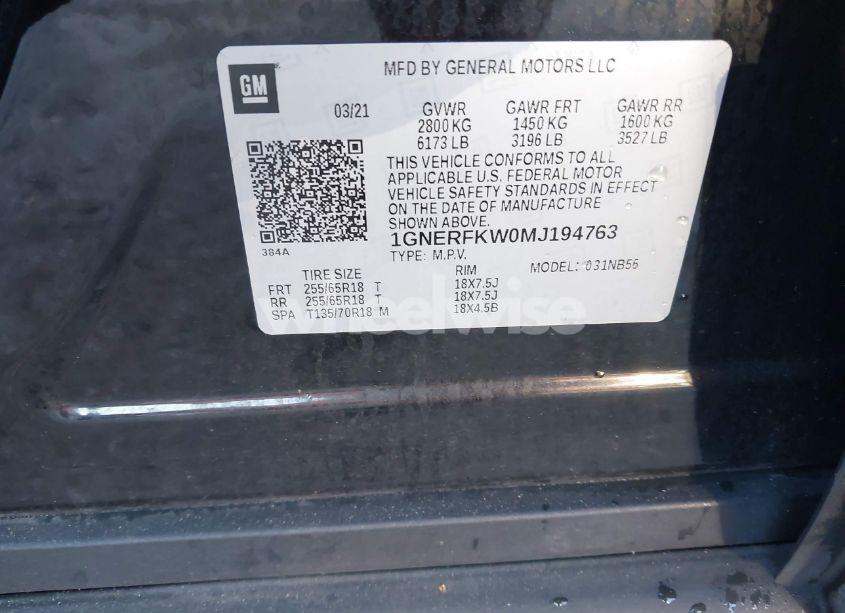 GM
MFD BY GENERAL MOTORS LLC
03/21 GVWR GAWR FRT GAWR RR
2800 KG 1450 KG 1600 KG
6173 LB 3196 LB 3527 LB
THIS VEHICLE CONFORMS TO ALL
APPLICABLE U.S. FEDERAL MOTOR
VEHICLE SAFETY STANDARDS IN EFFECT
ON THE DATE OF MANUFACTURE
SHOWN ABOVE.
1GNERFKW0MJ194763
384A
TYPE: M.P.V. MODEL: 031NB56
TIRE SIZE RIM
FRT 255/65R18 T 18X7.5J
RR 255/65R18 T 18X7.5J
SPA T135/70R18 M 18X4.5B
wheelwise